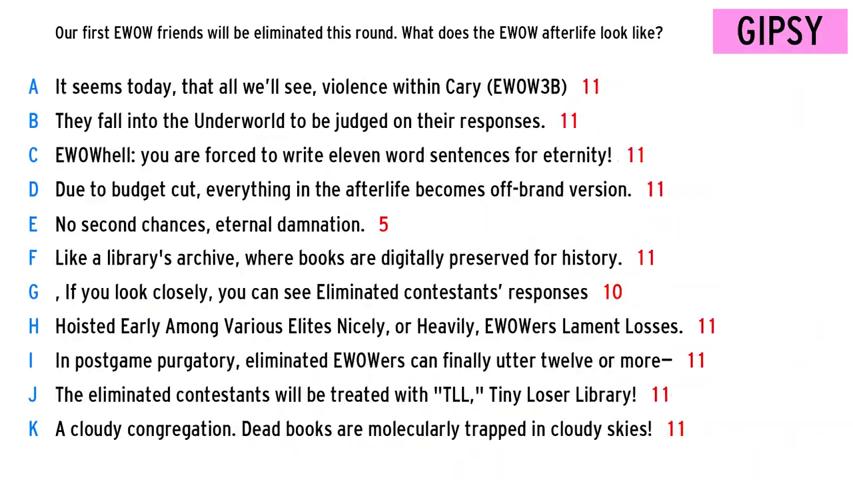 Our first EWOW friends will be eliminated this round. What does the EWOW afterlife look like?
GIPSY
A It seems today, that all we’ll see, violence within Cary (EWOW3B) 11
B They fall into the Underworld to be judged on their responses. 11
C EWOWhell: you are forced to write eleven word sentences for eternity! 11
D Due to budget cut, everything in the afterlife becomes off-brand version. 11
E No second chances, eternal damnation. 5
F Like a library's archive, where books are digitally preserved for history. 11
G , If you look closely, you can see Eliminated contestants’ responses 10
H Hoisted Early Among Various Elites Nicely, or Heavily, EWOWers Lament Losses. 11
I In postgame purgatory, eliminated EWOWers can finally utter twelve or more– 11
J The eliminated contestants will be treated with "TLL," Tiny Loser Library! 11
K A cloudy congregation. Dead books are molecularly trapped in cloudy skies! 11